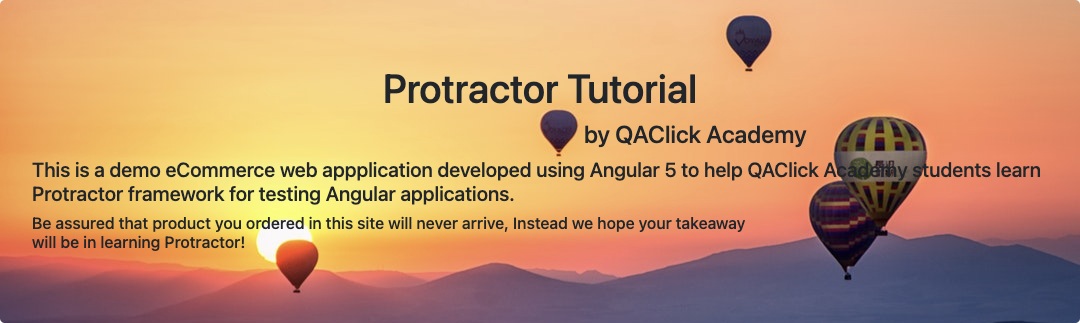 Protractor Tutorial
by QAClick Academy
This is a demo eCommerce web appplication developed using Angular 5 to help QAClick Academy students learn
Protractor framework for testing Angular applications.
Be assured that product you ordered in this site will never arrive, Instead we hope your takeaway
will be in learning Protractor!